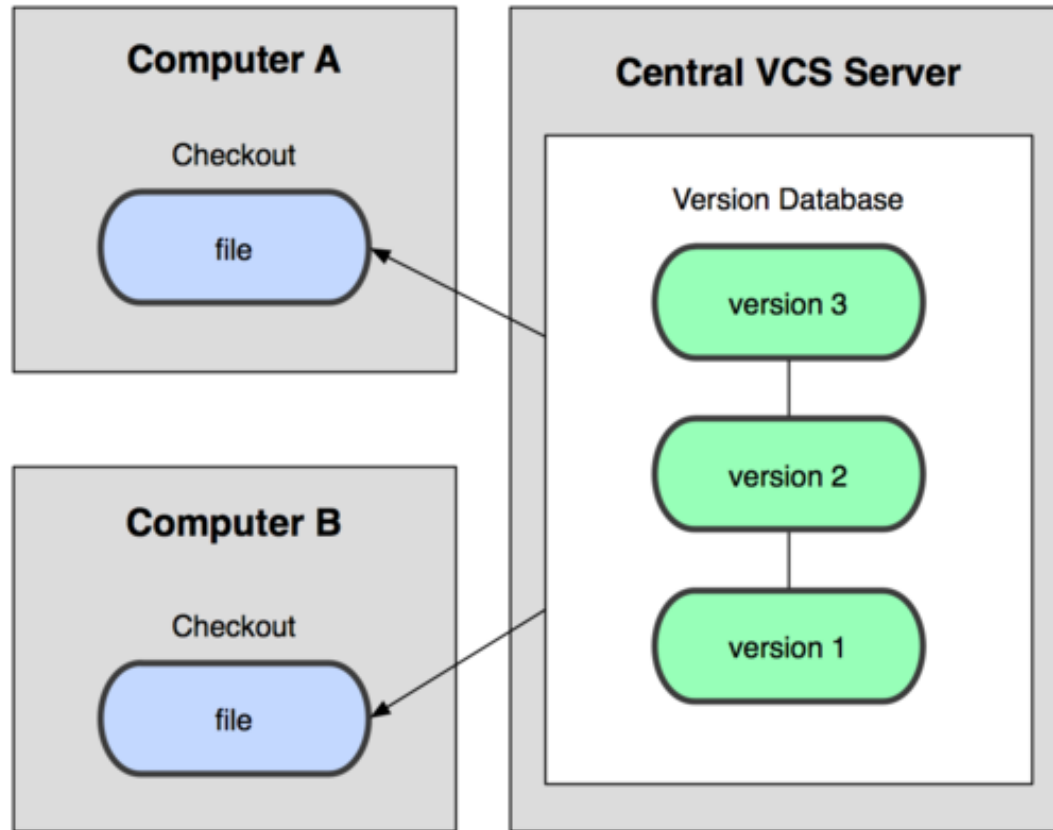 Computer A
Checkout
file
Computer B
Checkout
file
Central VCS Server
Version Database
version 3
version 2
version 1